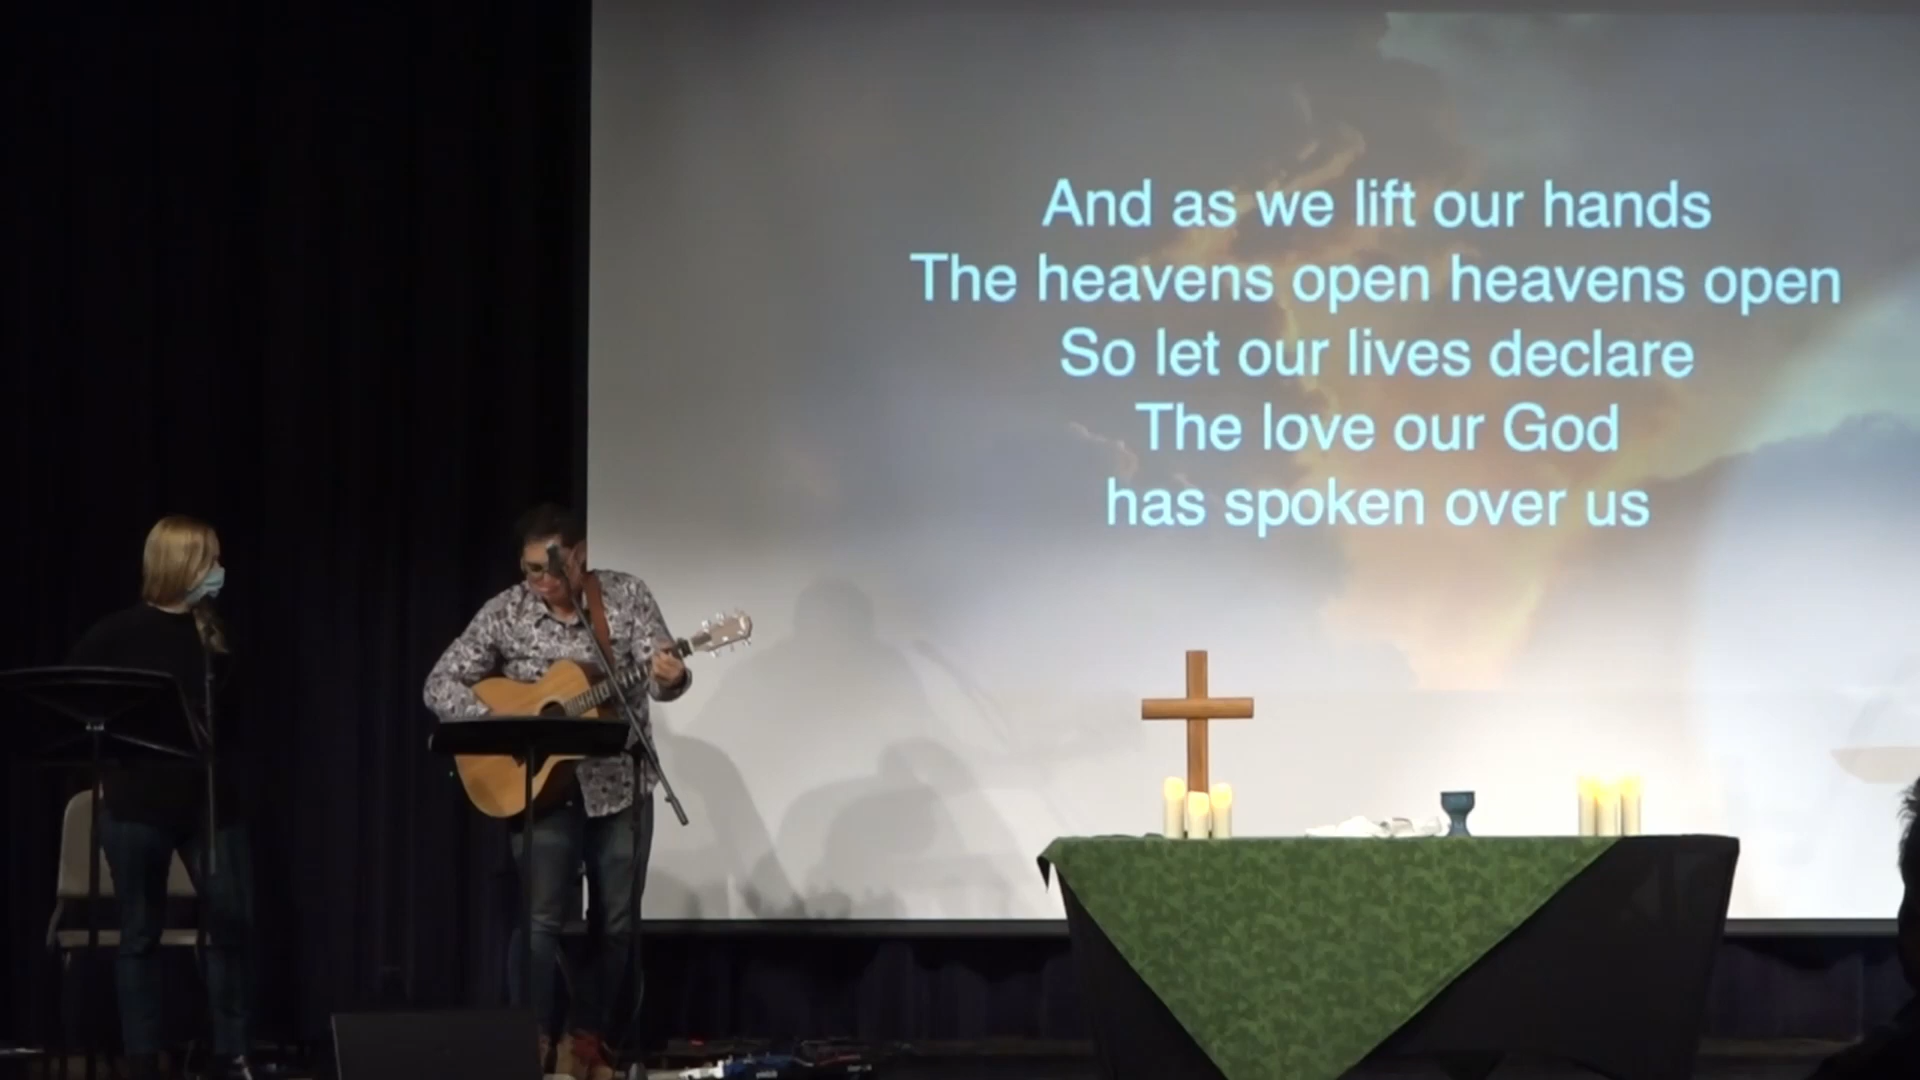 And as we lift our hands
The heavens open heavens open
So let our lives declare
The love our God
has spoken over us